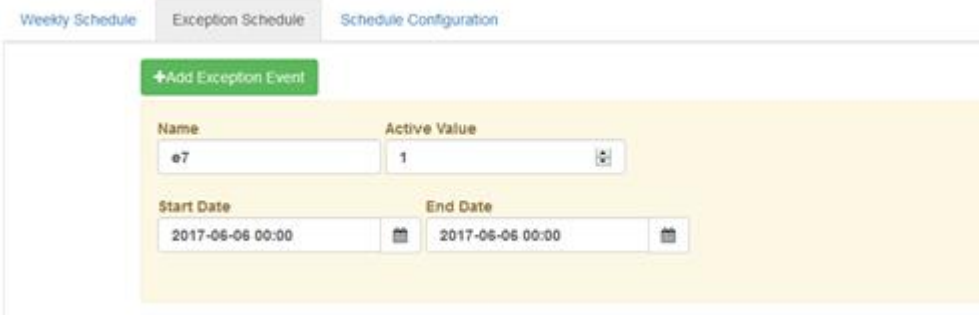 Weekly Schedule Exception Schedule Schedule Configuration
+Add Exception Event
Name Active Value
e7 1
Start Date End Date
2017-06-06 00:00 2017-06-06 00:00